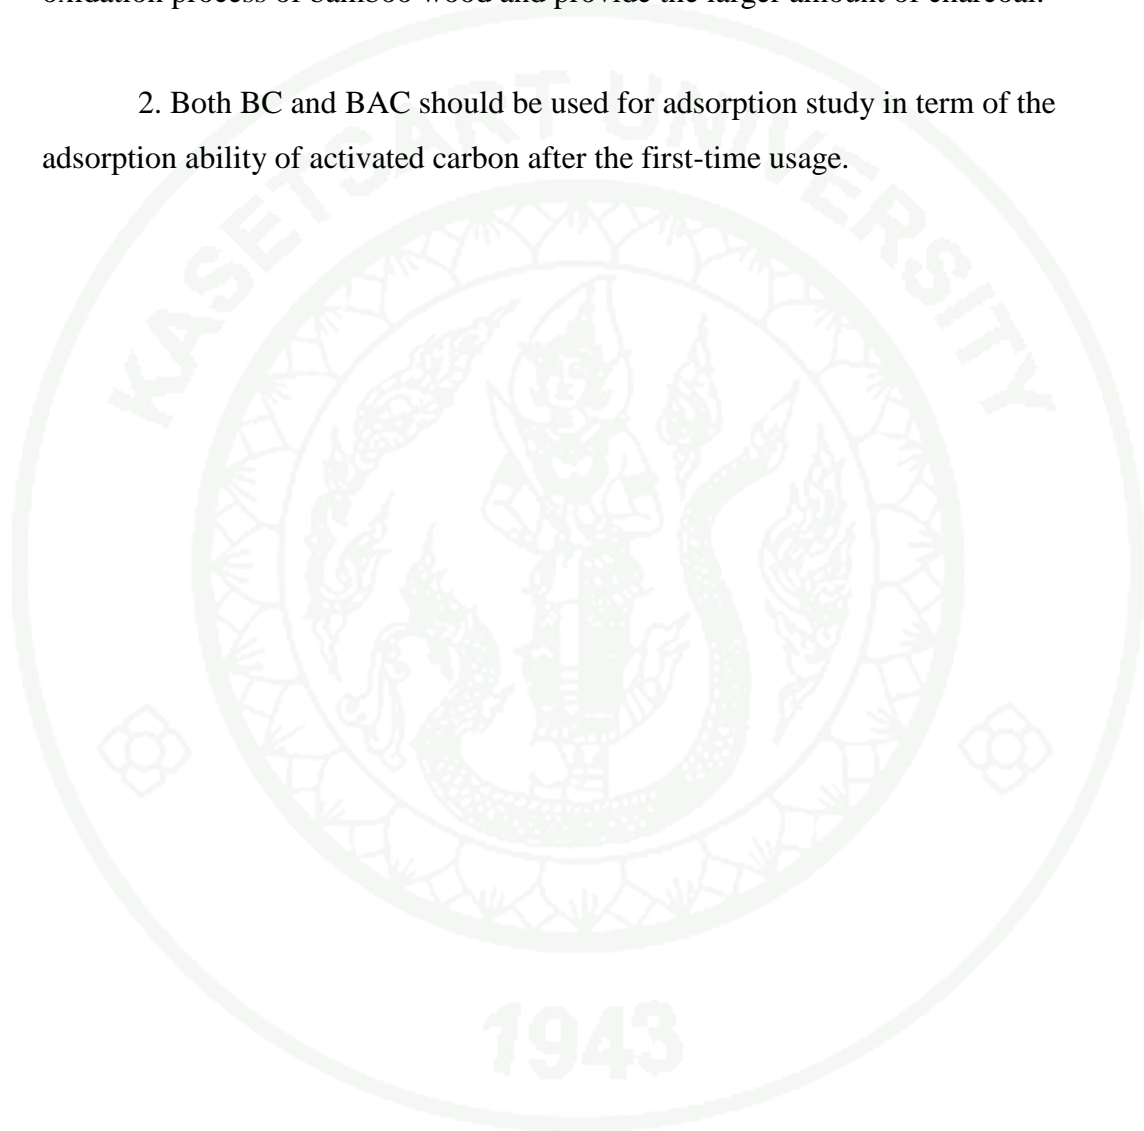 oxidation process of bamboo wood and provide the larger amount of charcoal.
2. Both BC and BAC should be used for adsorption study in term of the
adsorption ability of activated carbon after the first-time usage.
KASETSART UNIVERSITY
1943